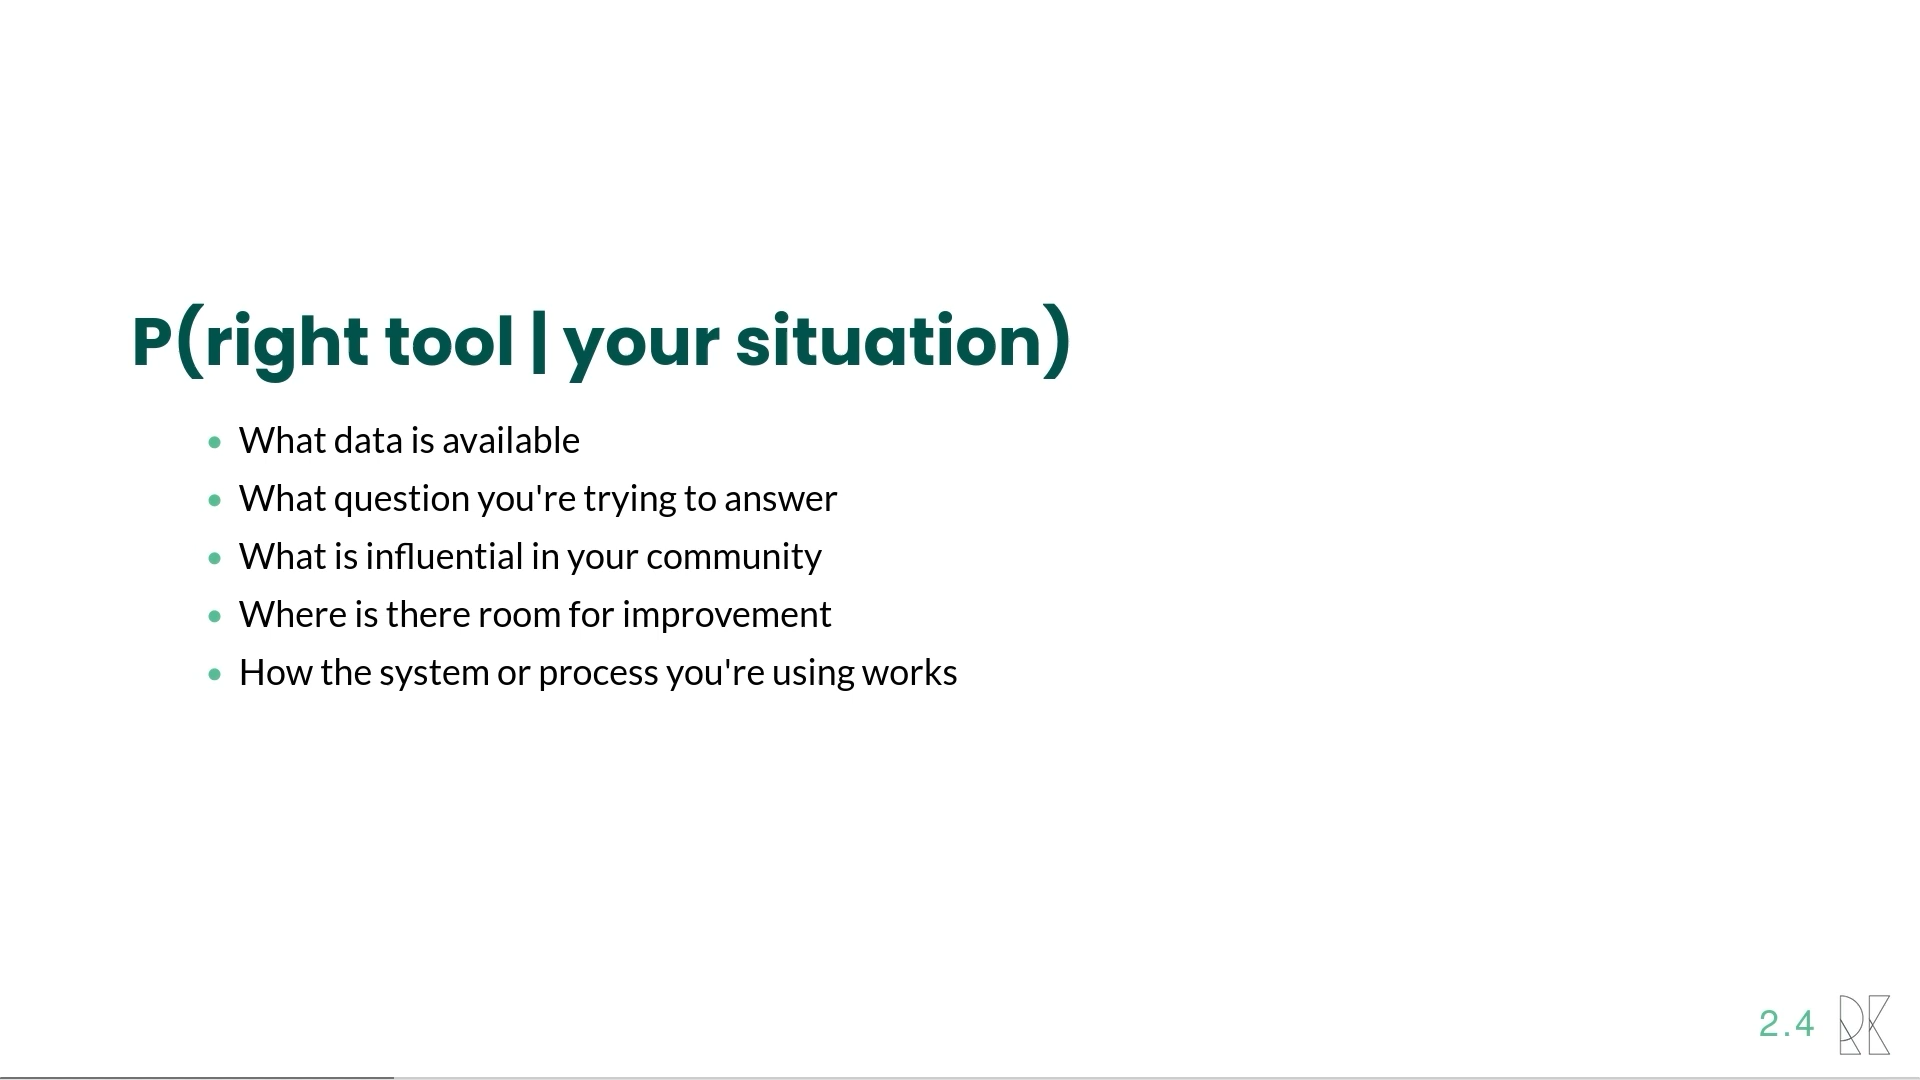 P(right tool | your situation)
What data is available
What question you're trying to answer
What is influential in your community
Where is there room for improvement
How the system or process you're using works
2.4
RK